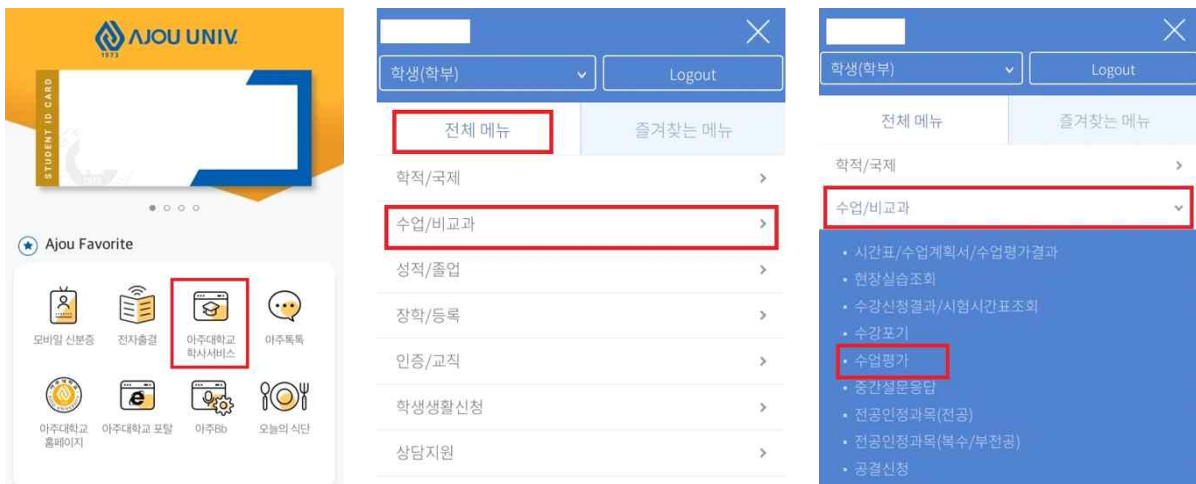 AJOU UNIV.
1973
STUDENT ID CARD
Ajou Favorite
모바일 신분증
전자출결
아주대학교
학사서비스
아주톡톡
아주대학교
홈페이지
아주대학교 포탈
아주Bb
오늘의 식단
학생(학부)
Logout
전체 메뉴
즐겨찾는 메뉴
학적/국제
수업/비교과
성적/졸업
장학/등록
인증/교직
학생생활신청
상담지원
학생(학부)
Logout
전체 메뉴
즐겨찾는 메뉴
학적/국제
수업/비교과
• 시간표/수업계획서/수업평가결과
• 현장실습조회
• 수강신청결과/시험시간표조회
• 수강포기
• 수업평가
• 중간설문응답
• 전공인정과목(전공)
• 전공인정과목(복수/부전공)
• 공결신청